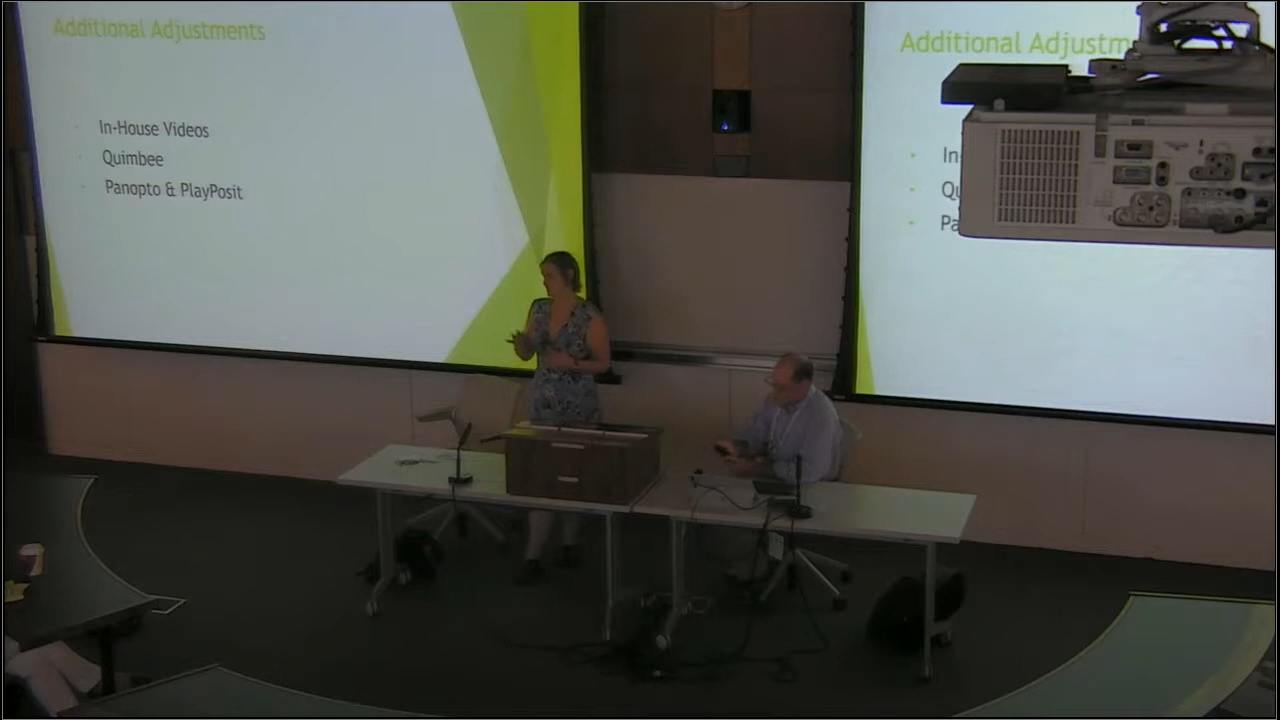 Additional Adjustments
In-House Videos
Quimbee
Panopto & PlayPosit
Additional Adjustm
In
Qu
Pa